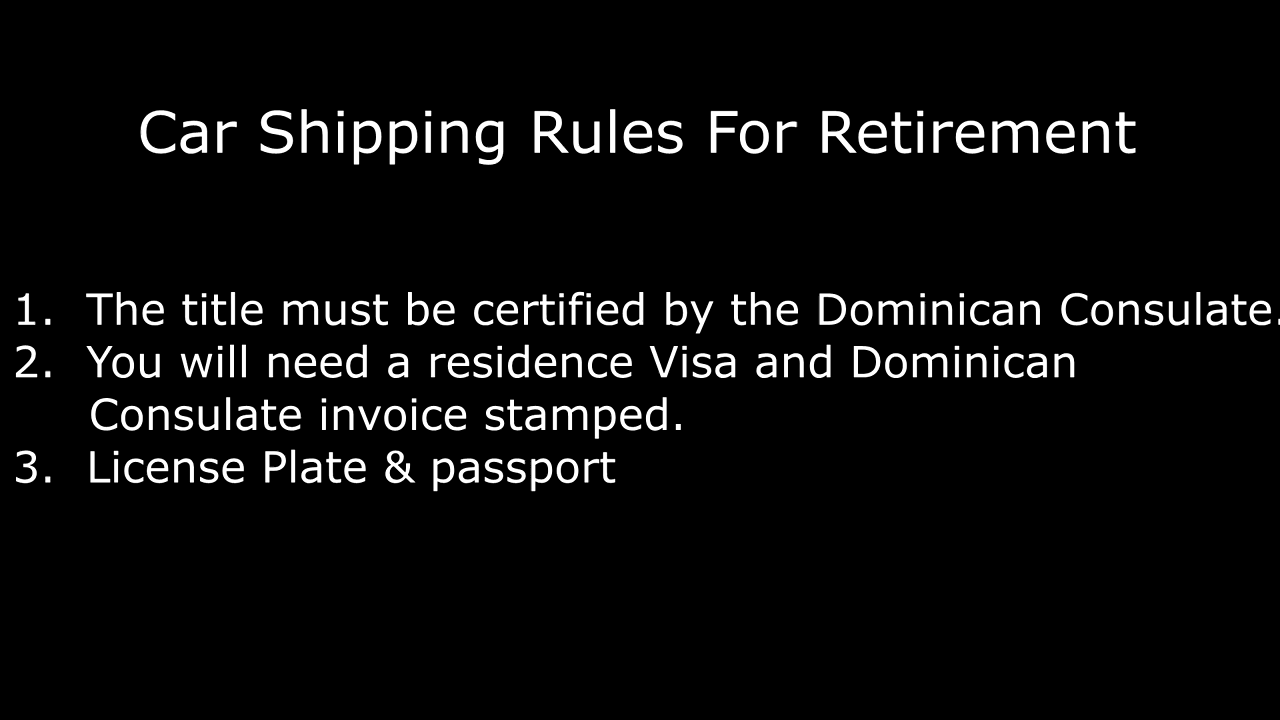 Car Shipping Rules For Retirement
1. The title must be certified by the Dominican Consulate.
2. You will need a residence Visa and Dominican
Consulate invoice stamped.
3. License Plate & passport